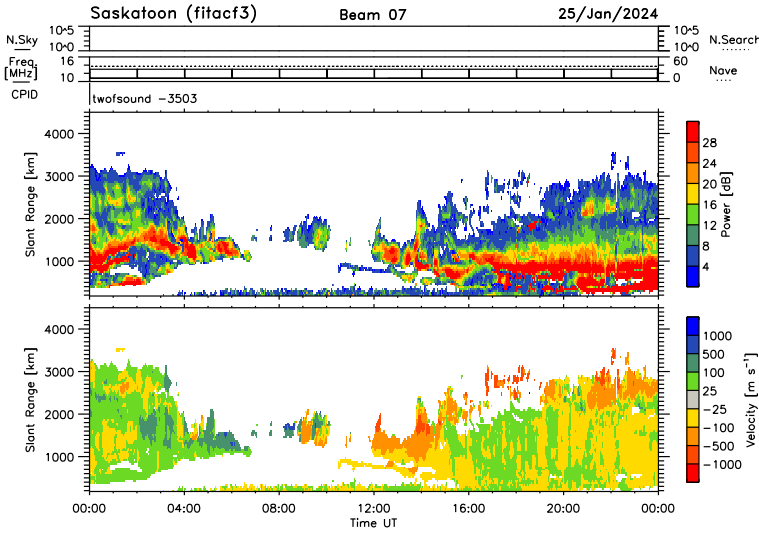 Saskatoon (fitacf3) Beam 07 25/Jan/2024
N.Sky 10^5 10^5 N.Search
10^0 10^0
Freq. 16 60
[MHz] 10 0 Nave
CPID twofsound -3503
Slant Range [km]
4000
3000
2000
1000
28
24
20
16
12
8
4
Power [dB]
Slant Range [km]
4000
3000
2000
1000
1000
500
100
25
-25
-100
-500
-1000
Velocity [m s⁻¹]
00:00 04:00 08:00 12:00 16:00 20:00 00:00
Time UT